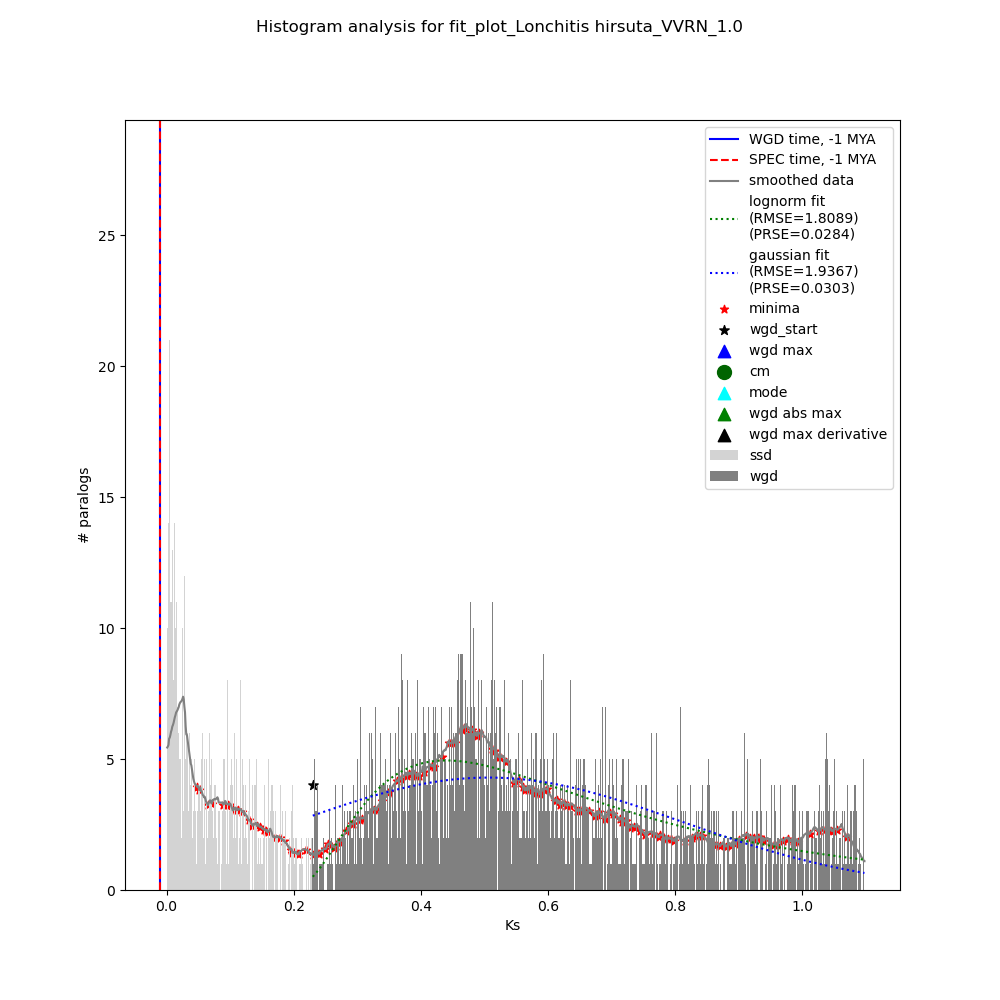 Histogram analysis for fit_plot_Lonchitis hirsuta_VVRN_1.0
WGD time, -1 MYA
SPEC time, -1 MYA
smoothed data
lognorm fit
(RMSE=1.8089)
(PRSE=0.0284)
gaussian fit
(RMSE=1.9367)
(PRSE=0.0303)
minima
wgd_start
wgd max
cm
mode
wgd abs max
wgd max derivative
ssd
wgd
# paralogs
25
20
15
10
5
0
0.0 0.2 0.4 0.6 0.8 1.0
Ks